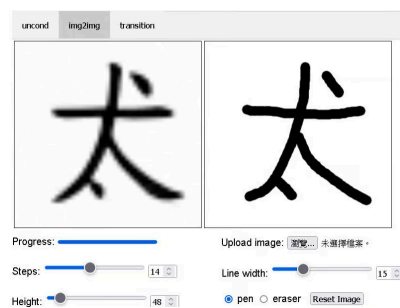 uncond img2img transition
Progress: Upload image: 瀏覽... 未選擇檔案。
Steps: 14 Line width: 15
Height: 48 pen eraser Reset Image